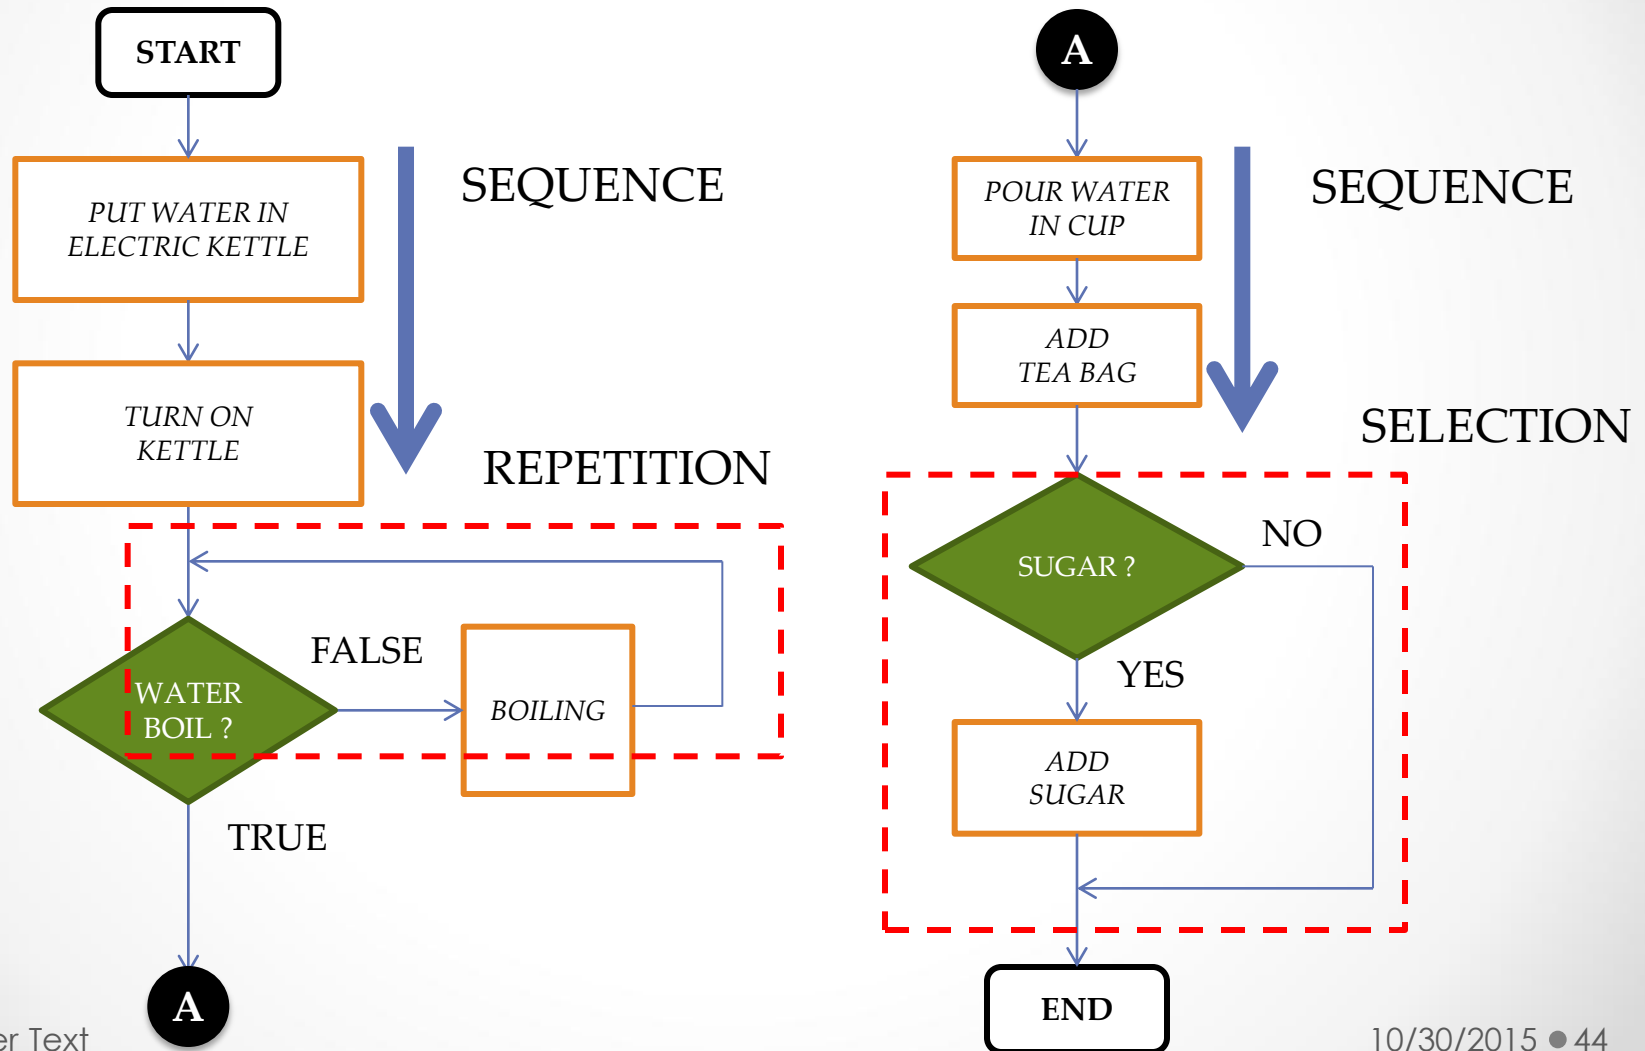 START
PUT WATER IN
ELECTRIC KETTLE
SEQUENCE
TURN ON
KETTLE
REPETITION
WATER
BOIL ?
FALSE
BOILING
TRUE
A
A
POUR WATER
IN CUP
SEQUENCE
ADD
TEA BAG
SELECTION
SUGAR ?
NO
YES
ADD
SUGAR
END
Text
10/30/2015 ● 44